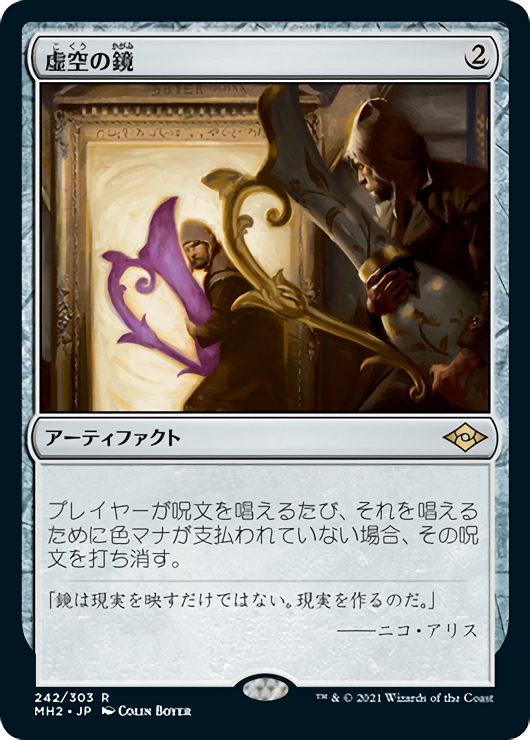 虚空の鏡
2
アーティファクト
プレイヤーが呪文を唱えるたび、それを唱える
ために色マナが支払われていない場合、その呪
文を打ち消す。
「鏡は現実を映すだけではない。現実を作るのだ。」
――ニコ・アリス
242/303 R
MH2・JP Colin Boyer
™ & © 2021 Wizards of the Coast